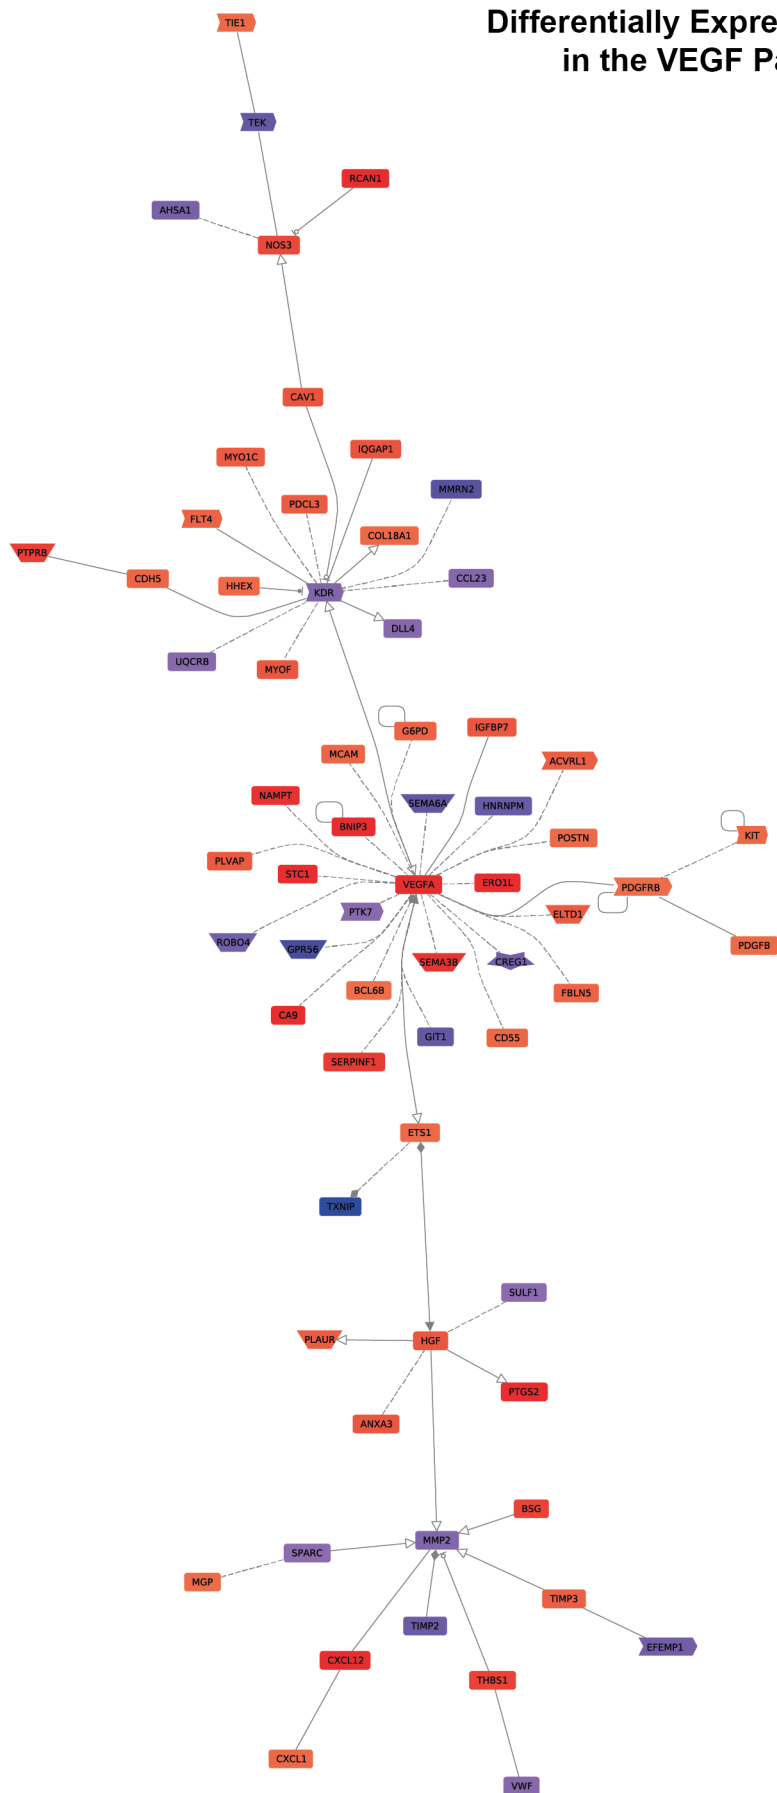 Differentially Expre
in the VEGF Pa
TIE1
TEK
RCAN1
AHSA1
NOS3
CAV1
IQGAP1
MYO1C
MMRN2
PDCL3
FLT4
COL18A1
PTPRB
CDH5
CCL23
HHEX
KDR
DLL4
UQCRB
MYOF
IGFBP7
G6PD
MCAM
ACVRL1
NAMPT
SEMA6A
HNRNPM
BNIP3
KIT
POSTN
PLVAP
STC1
ERO1L
VEGFA
PDGFRB
PTK7
ELTD1
ROBO4
PDGFB
GPR56
SEMA3B
CREG1
BCL6B
FBLN5
CA9
GIT1
CD55
SERPINF1
ETS1
TXNIP
SULF1
PLAUR
HGF
PTGS2
ANXA3
BSG
MMP2
SPARC
MGP
TIMP3
TIMP2
EFEMP1
CXCL12
THBS1
CXCL1
VWF